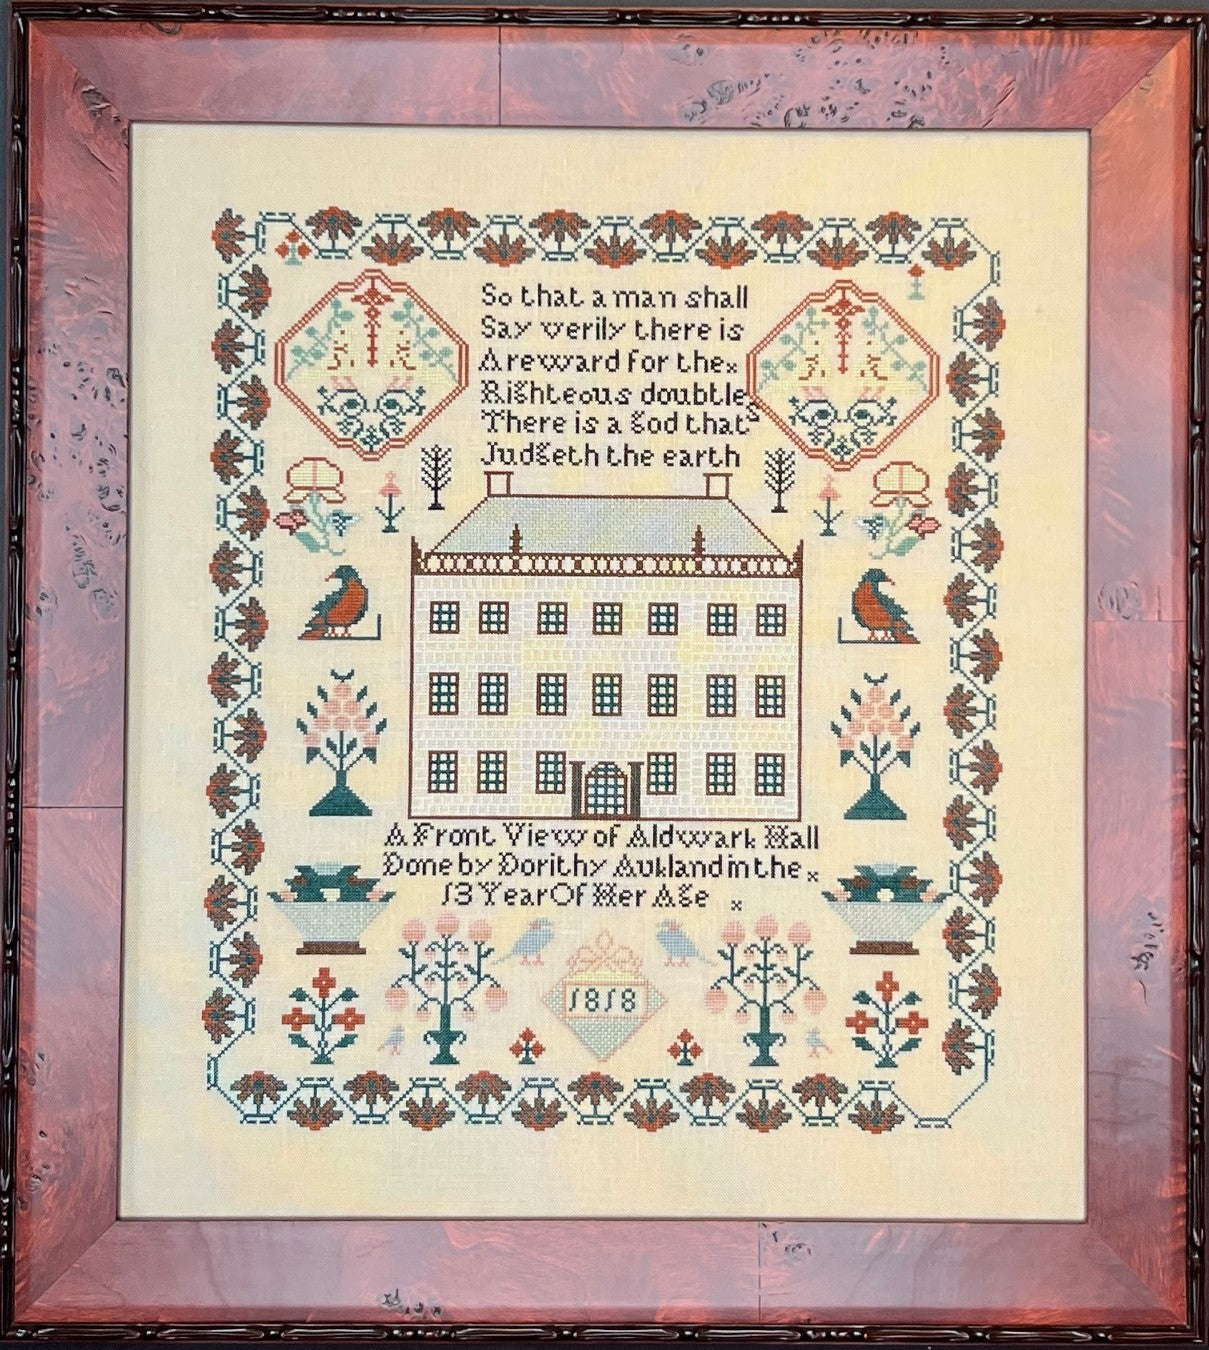 So that a man shall
Say verily there is
A reward for the x
Righteous doubtles
There is a god that
Judgeth the earth
A Front View of Aldwark Hall
Done by Dorithy Aukland in the x
13 Year Of Her Age x
1818